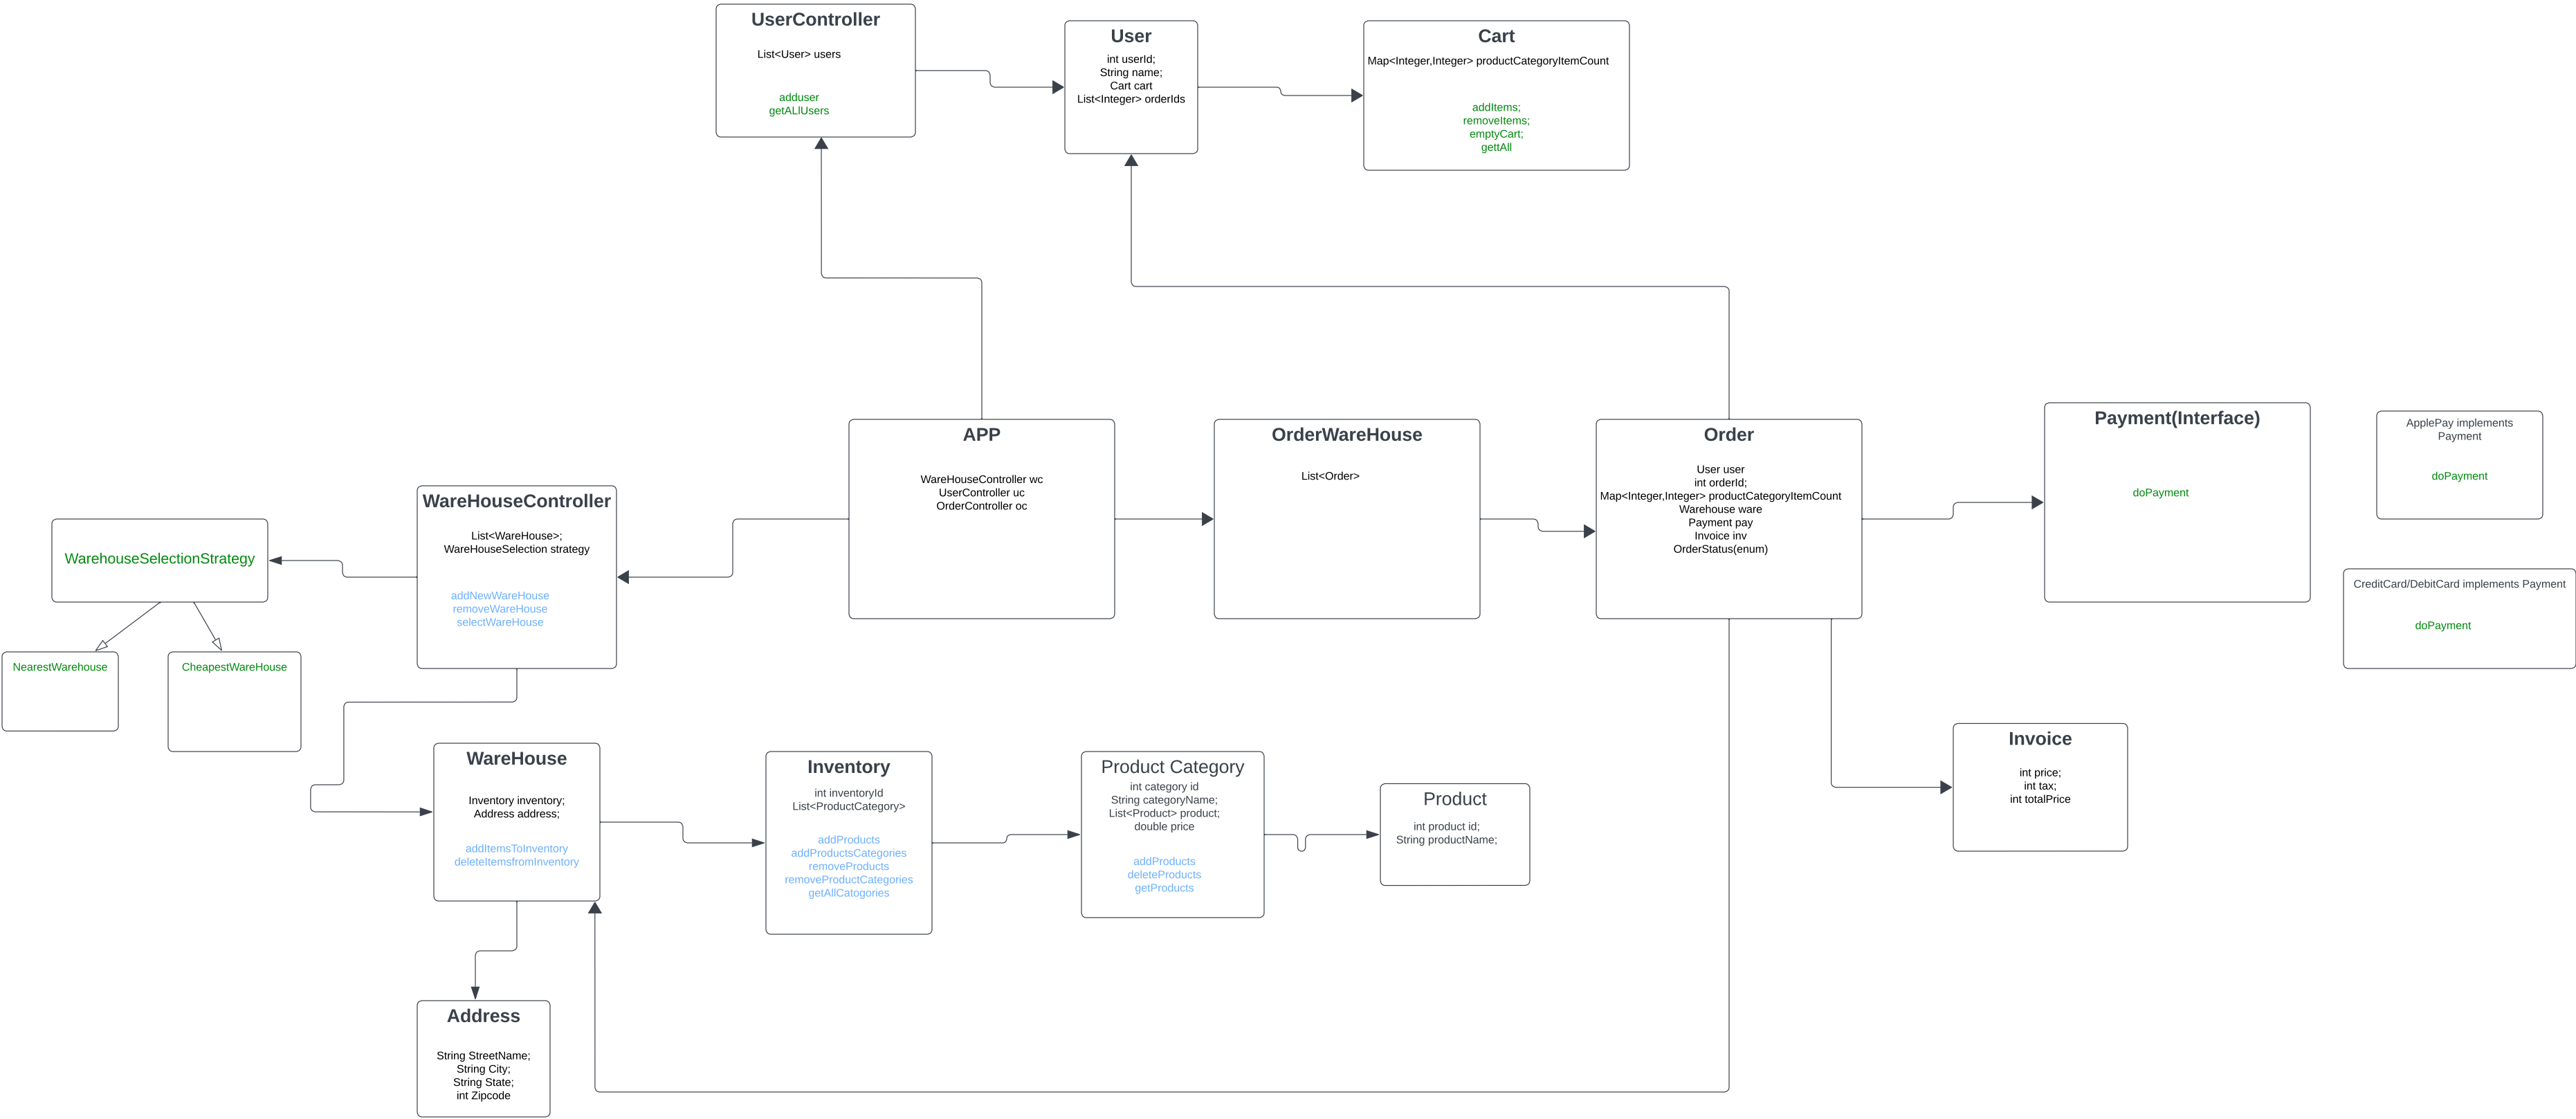 UserController
List<User> users
adduser
getALlUsers
User
int userId;
String name;
Cart cart
List<Integer> orderIds
Cart
Map<Integer,Integer> productCategoryItemCount
addItems;
removeItems;
emptyCart;
gettAll
APP
WareHouseController wc
UserController uc
OrderController oc
OrderWareHouse
List<Order>
Order
User user
int orderId;
Map<Integer,Integer> productCategoryItemCount
Warehouse ware
Payment pay
Invoice inv
OrderStatus(enum)
Payment(Interface)
doPayment
ApplePay implements
Payment
doPayment
WareHouseController
List<WareHouse>;
WareHouseSelection strategy
addNewWareHouse
removeWareHouse
selectWareHouse
WarehouseSelectionStrategy
CreditCard/DebitCard implements Payment
doPayment
NearestWarehouse
CheapestWareHouse
WareHouse
Inventory inventory;
Address address;
addItemsToInventory
deleteItemsfromInventory
Inventory
int inventoryId
List<ProductCategory>
addProducts
addProductsCategories
removeProducts
removeProductCategories
getAllCatogories
Product Category
int category id
String categoryName;
List<Product> product;
double price
addProducts
deleteProducts
getProducts
Product
int product id;
String productName;
Invoice
int price;
int tax;
int totalPrice
Address
String StreetName;
String City;
String State;
int Zipcode